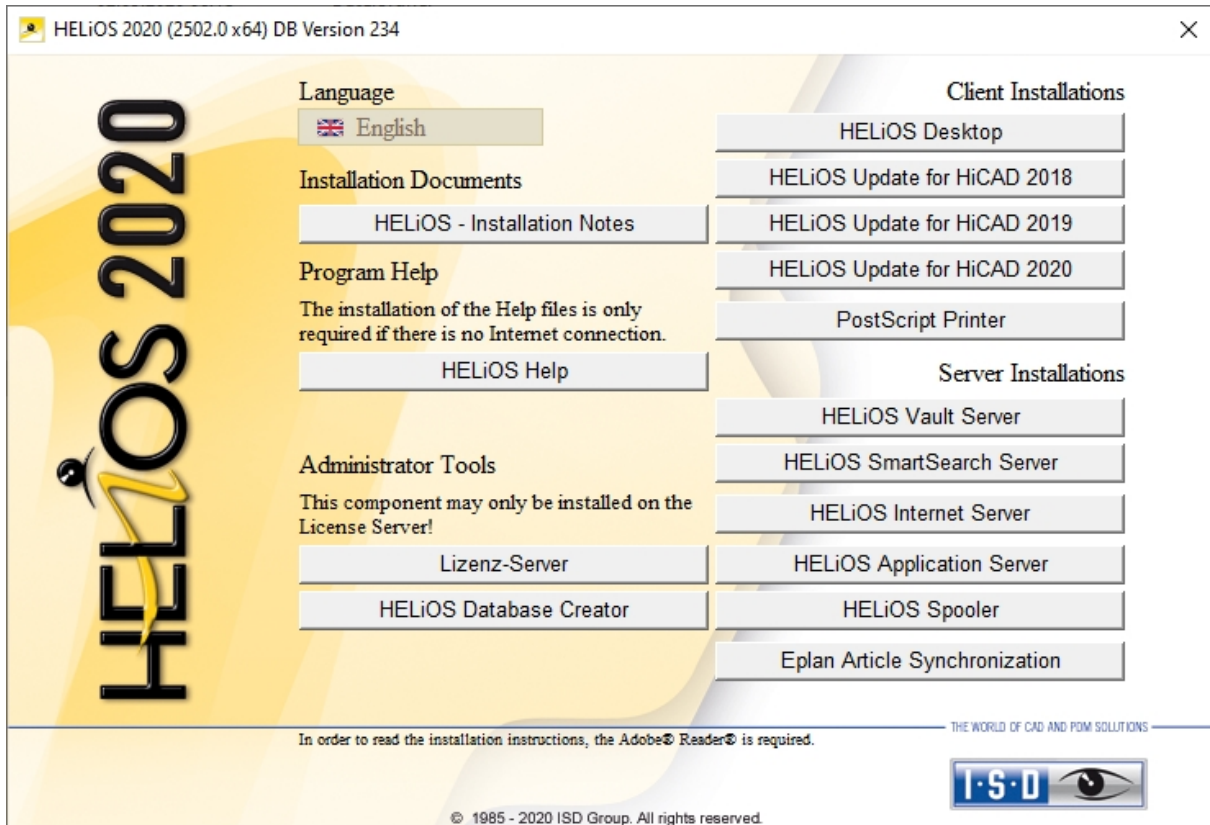 HELiOS 2020 (2502.0 x64) DB Version 234
HELiOS 2020
Language
English
Installation Documents
HELiOS - Installation Notes
Program Help
The installation of the Help files is only
required if there is no Internet connection.
HELiOS Help
Administrator Tools
This component may only be installed on the
License Server!
Lizenz-Server
HELiOS Database Creator
Client Installations
HELiOS Desktop
HELiOS Update for HiCAD 2018
HELiOS Update for HiCAD 2019
HELiOS Update for HiCAD 2020
PostScript Printer
Server Installations
HELiOS Vault Server
HELiOS SmartSearch Server
HELiOS Internet Server
HELiOS Application Server
HELiOS Spooler
Eplan Article Synchronization
THE WORLD OF CAD AND PDM SOLUTIONS
In order to read the installation instructions, the Adobe® Reader® is required.
I·S·D
© 1985 - 2020 ISD Group. All rights reserved.